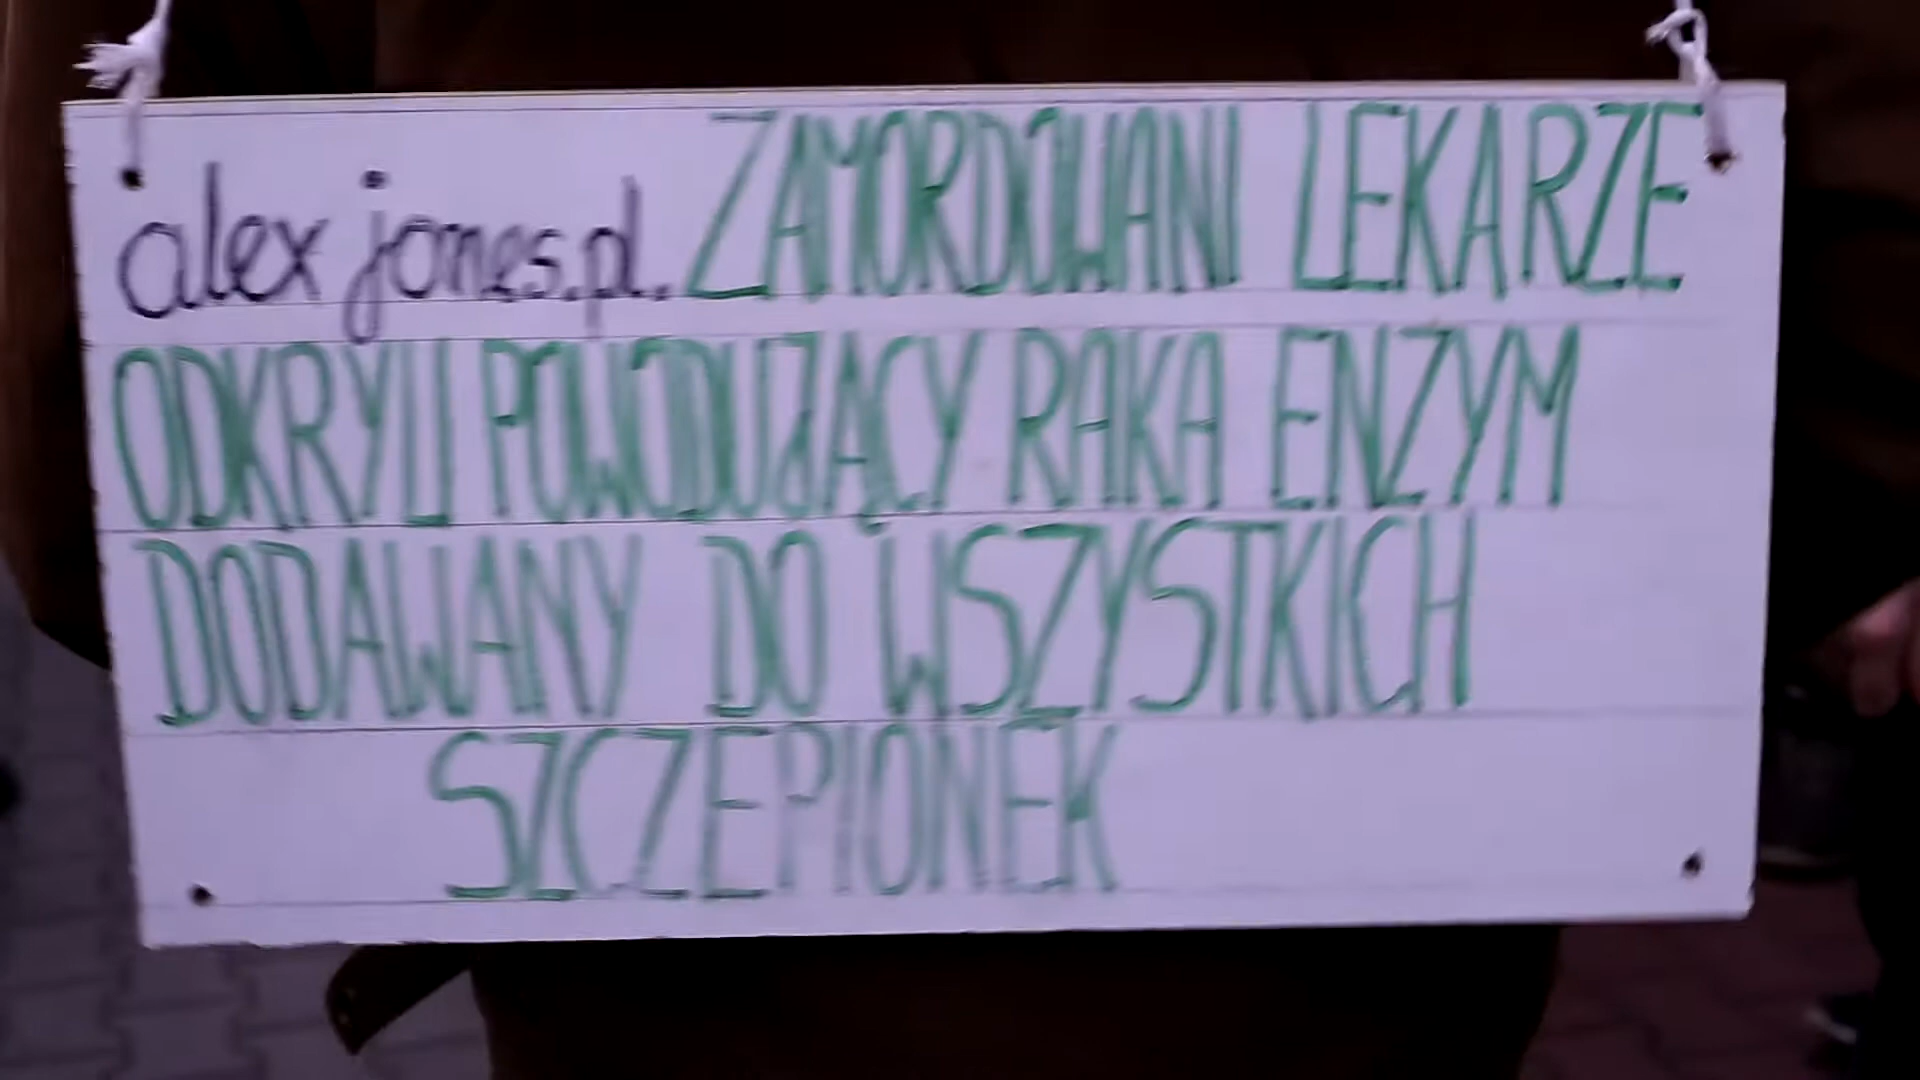 alex jones.pl. ZAMORDOWANI LEKARZE
ODKRYLI POWODUJĄCY RAKA ENZYM
DODAWANY DO WSZYSTKICH
SZCZEPIONEK